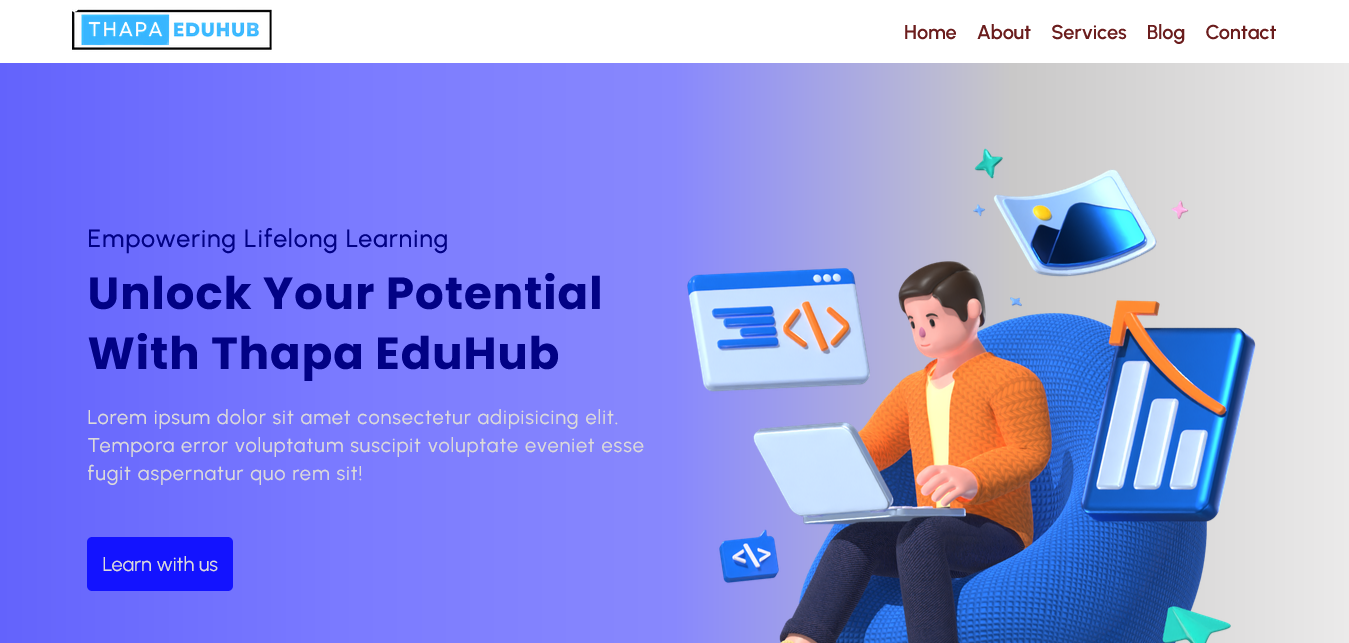 THAPA EDUHUB
Home About Services Blog Contact
Empowering Lifelong Learning
Unlock Your Potential
With Thapa EduHub
Lorem ipsum dolor sit amet consectetur adipisicing elit.
Tempora error voluptatum suscipit voluptate eveniet esse
fugit aspernatur quo rem sit!
</>
</>
Learn with us